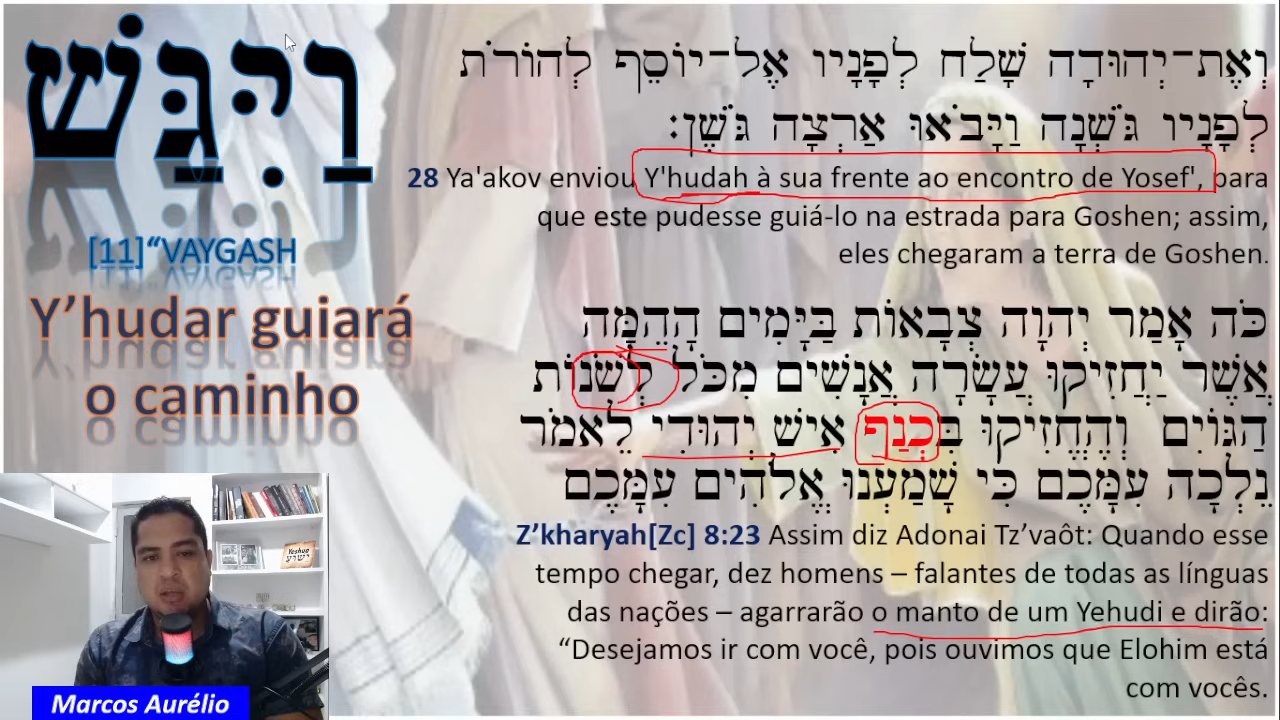 וַיִּגַּשׁ
[11]“VAYGASH
Y’hudar guiará
o caminho
וְאֶת־יְהוּדָה שָׁלַח לְפָנָיו אֶל־יוֹסֵף לְהוֹרֹת
לְפָנָיו גֹּשְׁנָה וַיָּבֹאוּ אַרְצָה גֹּשֶׁן׃
28 Ya'akov enviou Y'hudah à sua frente ao encontro de Yosef', para
que este pudesse guiá-lo na estrada para Goshen; assim,
eles chegaram a terra de Goshen.
כֹּה אָמַר יְהוָה צְבָאוֹת בַּיָּמִים הָהֵמָּה
אֲשֶׁר יַחֲזִיקוּ עֲשָׂרָה אֲנָשִׁים מִכֹּל לְשֹׁנוֹת
הַגּוֹיִם וְהֶחֱזִיקוּ בִּכְנַף אִישׁ יְהוּדִי לֵאמֹר
נֵלְכָה עִמָּכֶם כִּי שָׁמַעְנוּ אֱלֹהִים עִמָּכֶם
Z’kharyah[Zc] 8:23 Assim diz Adonai Tz’vaôt: Quando esse
tempo chegar, dez homens – falantes de todas as línguas
das nações – agarrarão o manto de um Yehudi e dirão:
“Desejamos ir com você, pois ouvimos que Elohim está
com vocês.
Yeshua
ישוע
Marcos Aurélio